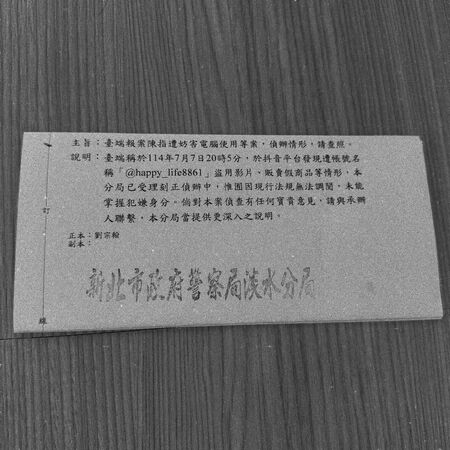 主旨：臺端報案陳指遭妨害電腦使用等案，偵辦情形，請查照。
說明：臺端稱於114年7月7日20時5分，於抖音平台發現遭帳號名
稱「@happy_life8861」盜用影片、販賣假商品等情形，本
分局已受理刻正偵辦中，惟囿因現行法規無法調閱，未能
掌握犯嫌身分。倘對本案偵查有任何寶貴意見，請與承辦
人聯繫，本分局當提供更深入之說明。
正本：劉宗翰
副本：
新北市政府警察局淡水分局
訂
線